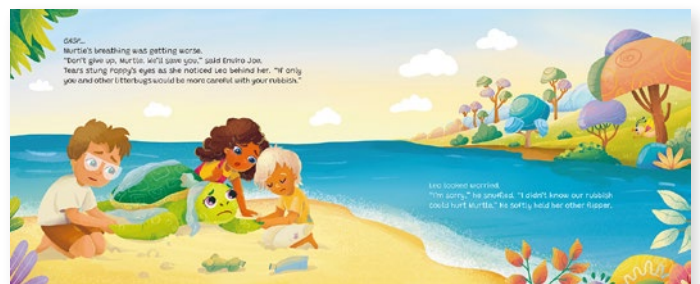 GASP...
Murtle's breathing was getting worse.
"Don't give up, Murtle. We'll save you," said Enviro Jae.
Tears stung Poppy's eyes as she noticed Leo behind her. "If only
you and other litterbugs would be more careful with your rubbish."
Leo looked worried.
"I'm sorry," he snuffled. "I didn't know our rubbish
could hurt Murtle." He softly held her other flipper.